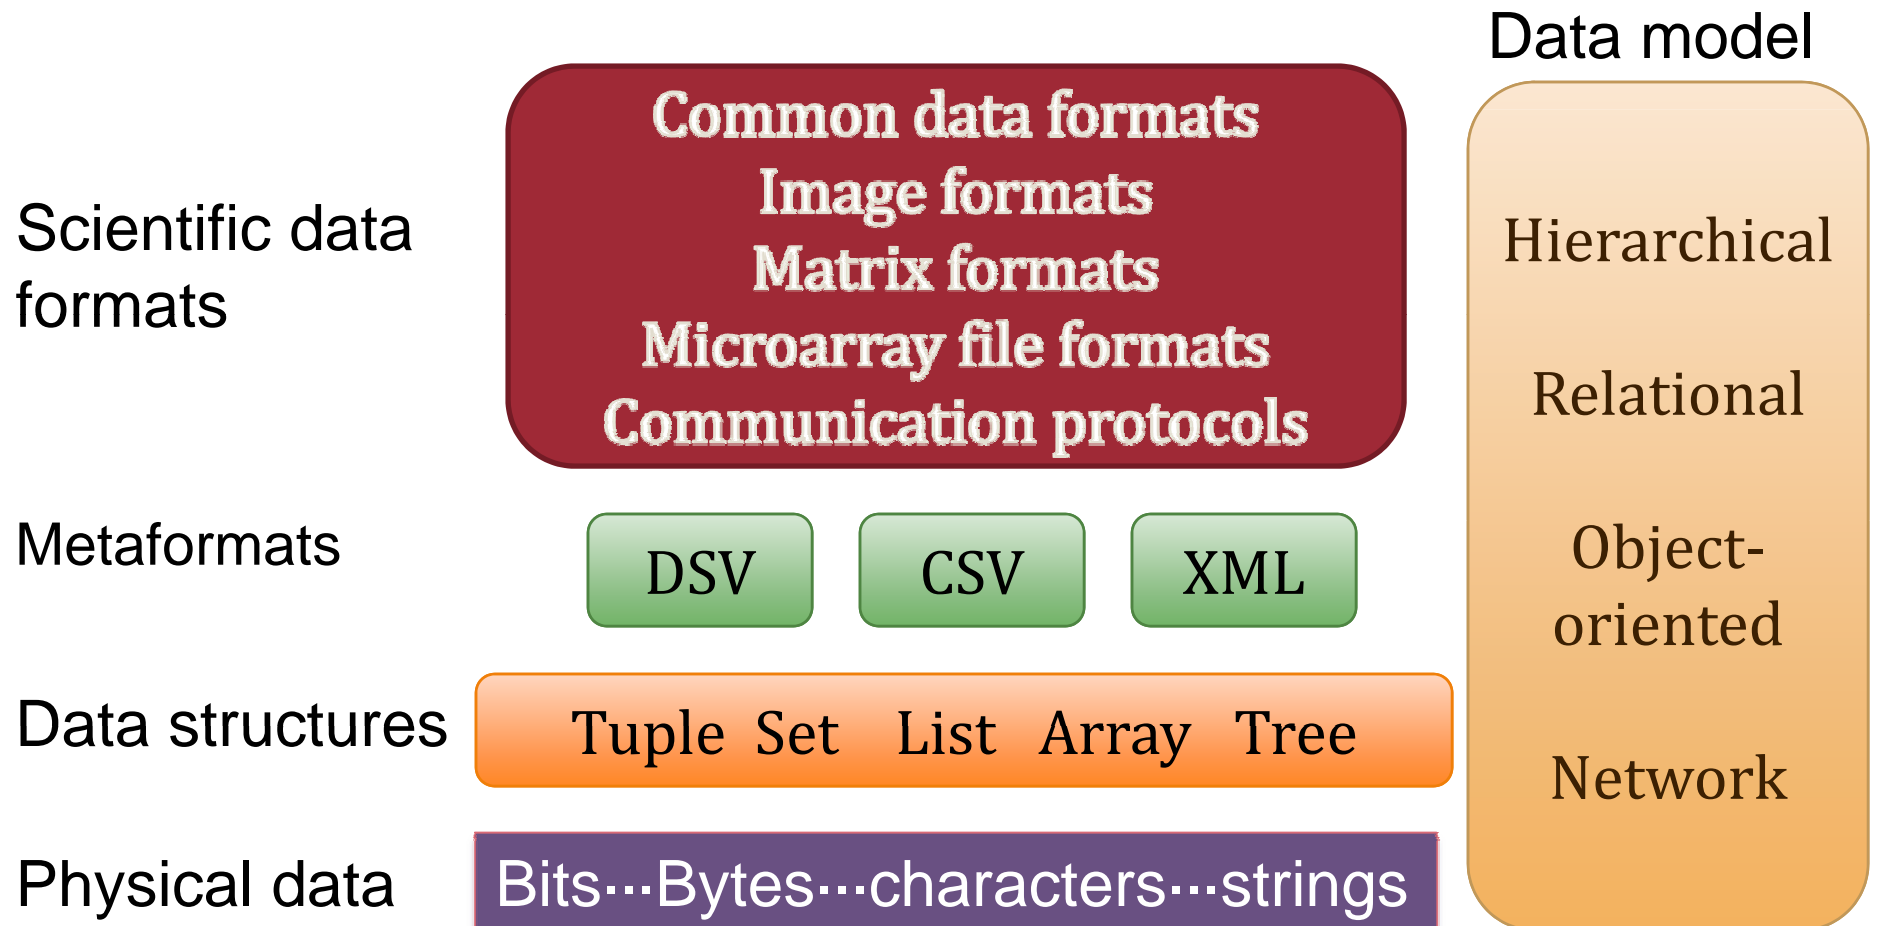 Data model
Scientific data
formats
Common data formats
Image formats
Matrix formats
Microarray file formats
Communication protocols
Metaformats
DSV
CSV
XML
Data structures
Tuple Set List Array Tree
Physical data
Bits···Bytes···characters···strings
Hierarchical
Relational
Object-
oriented
Network